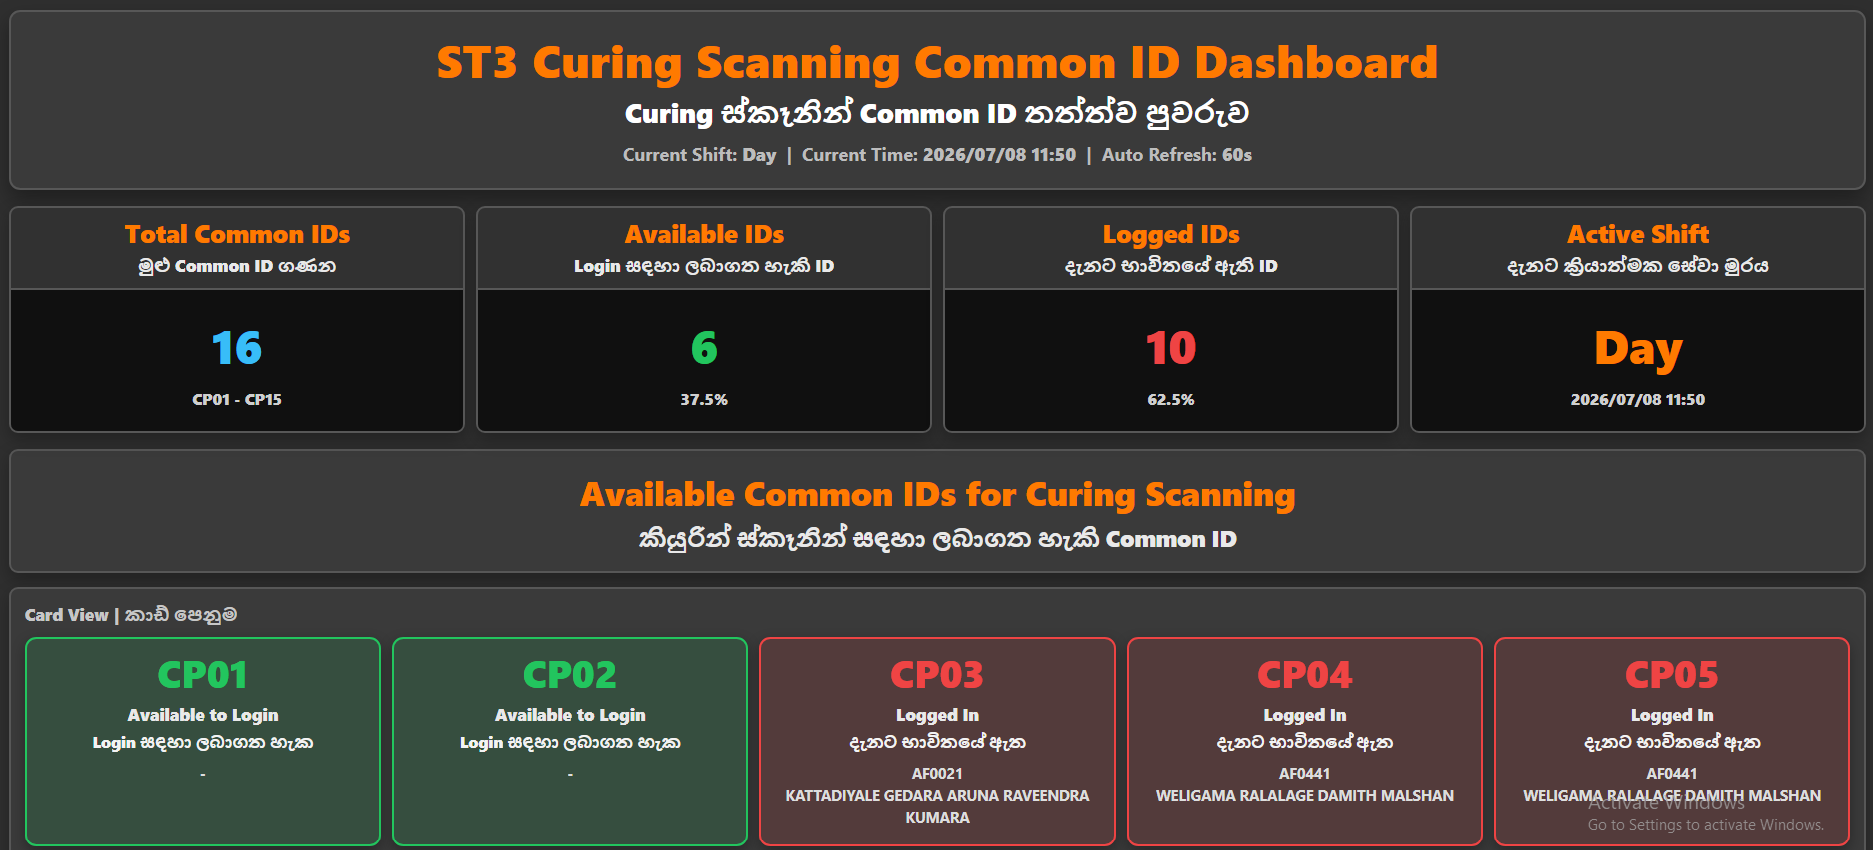 ST3 Curing Scanning Common ID Dashboard
Curing ස්කෑනින් Common ID තත්ත්ව පුවරුව
Current Shift: Day | Current Time: 2026/07/08 11:50 | Auto Refresh: 60s
Total Common IDs
මුළු Common ID ගණන
16
CP01 - CP15
Available IDs
Login සඳහා ලබාගත හැකි ID
6
37.5%
Logged IDs
දැනට භාවිතයේ ඇති ID
10
62.5%
Active Shift
දැනට ක්‍රියාත්මක සේවා මුරය
Day
2026/07/08 11:50
Available Common IDs for Curing Scanning
කියුරින් ස්කෑනින් සඳහා ලබාගත හැකි Common ID
Card View | කාඩ් පෙනුම
CP01
Available to Login
Login සඳහා ලබාගත හැක
-
CP02
Available to Login
Login සඳහා ලබාගත හැක
-
CP03
Logged In
දැනට භාවිතයේ ඇත
AF0021
KATTADIYALE GEDARA ARUNA RAVEENDRA
KUMARA
CP04
Logged In
දැනට භාවිතයේ ඇත
AF0441
WELIGAMA RALALAGE DAMITH MALSHAN
CP05
Logged In
දැනට භාවිතයේ ඇත
AF0441
WELIGAMA RALALAGE DAMITH MALSHAN
Activate Windows
Go to Settings to activate Windows.